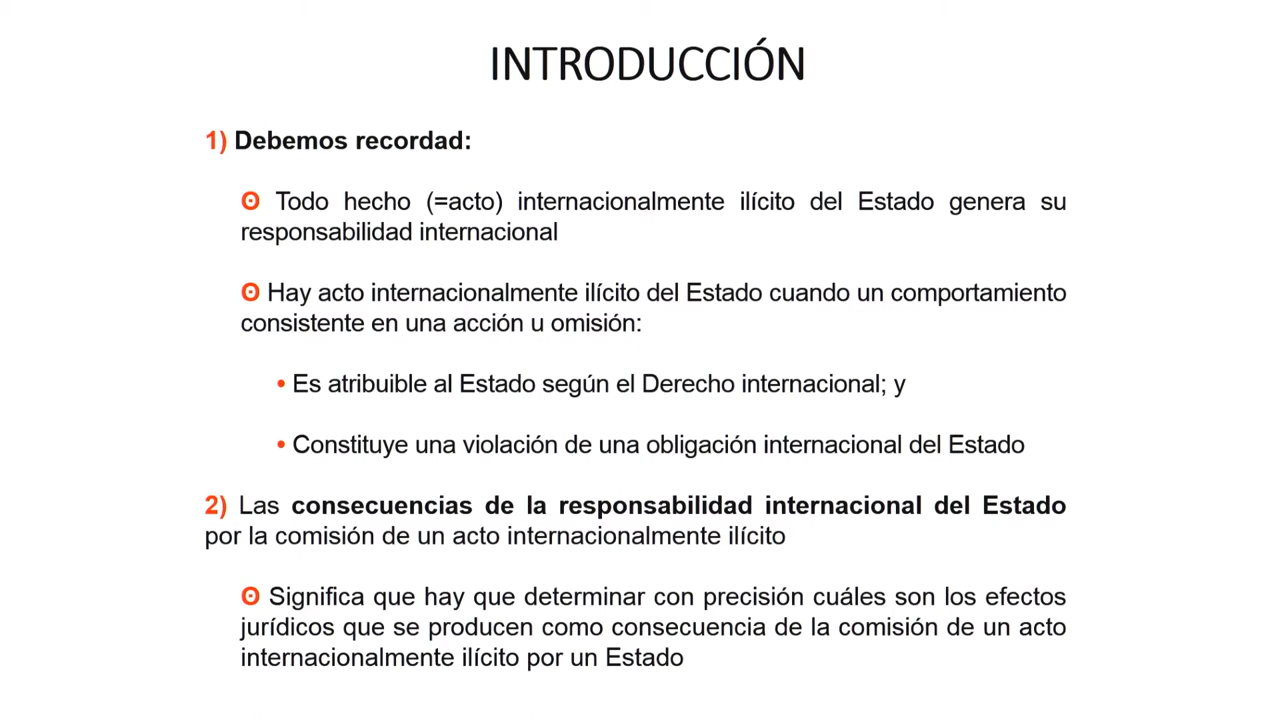 INTRODUCCIÓN
1) Debemos recordad:
ʘ Todo hecho (=acto) internacionalmente ilícito del Estado genera su
responsabilidad internacional
ʘ Hay acto internacionalmente ilícito del Estado cuando un comportamiento
consistente en una acción u omisión:
• Es atribuible al Estado según el Derecho internacional; y
• Constituye una violación de una obligación internacional del Estado
2) Las consecuencias de la responsabilidad internacional del Estado
por la comisión de un acto internacionalmente ilícito
ʘ Significa que hay que determinar con precisión cuáles son los efectos
jurídicos que se producen como consecuencia de la comisión de un acto
internacionalmente ilícito por un Estado